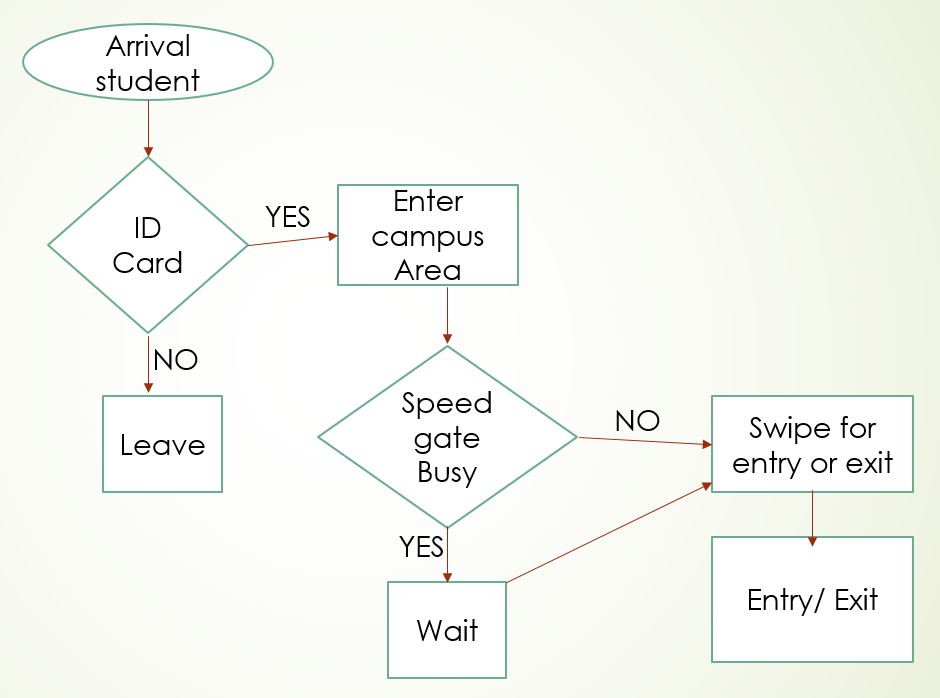 Arrival
student
ID
Card
YES
Enter
campus
Area
NO
Leave
Speed
gate
Busy
NO
Swipe for
entry or exit
YES
Wait
Entry/ Exit